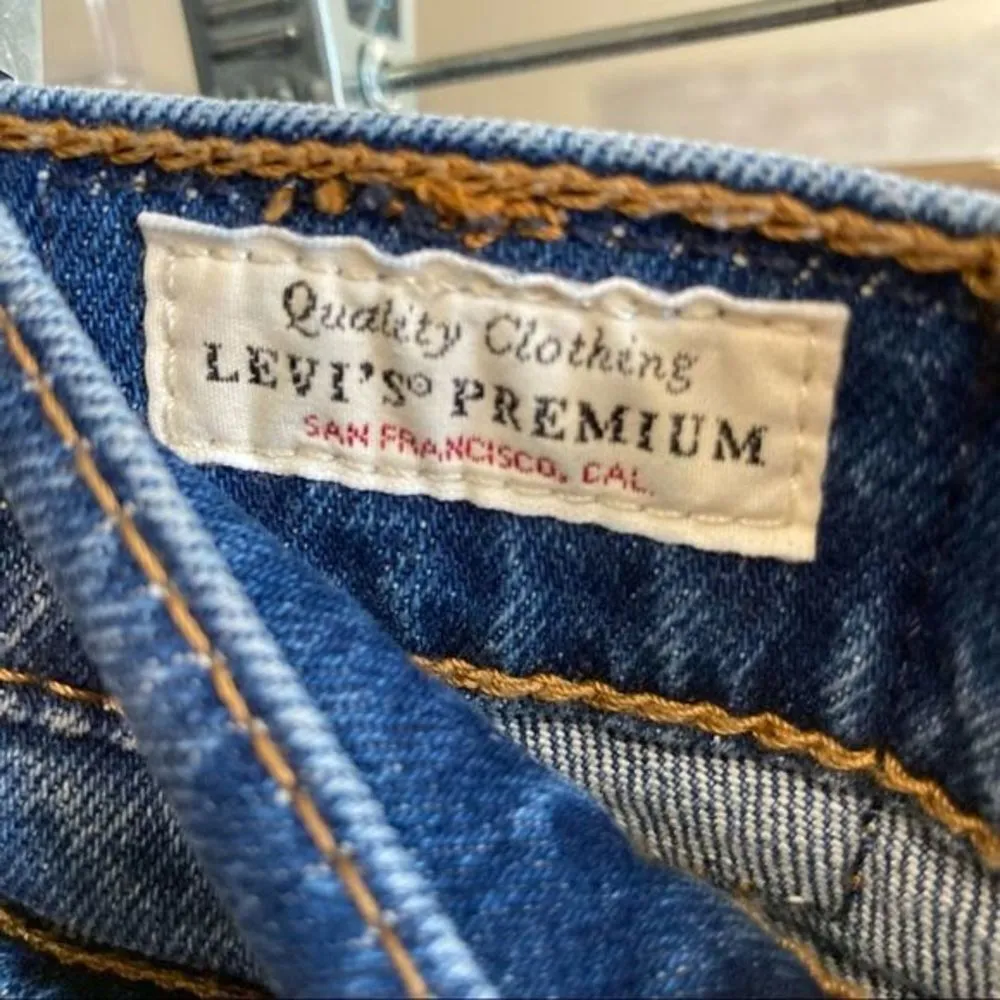 Quality Clothing
LEVI'S® PREMIUM
SAN FRANCISCO, CAL.